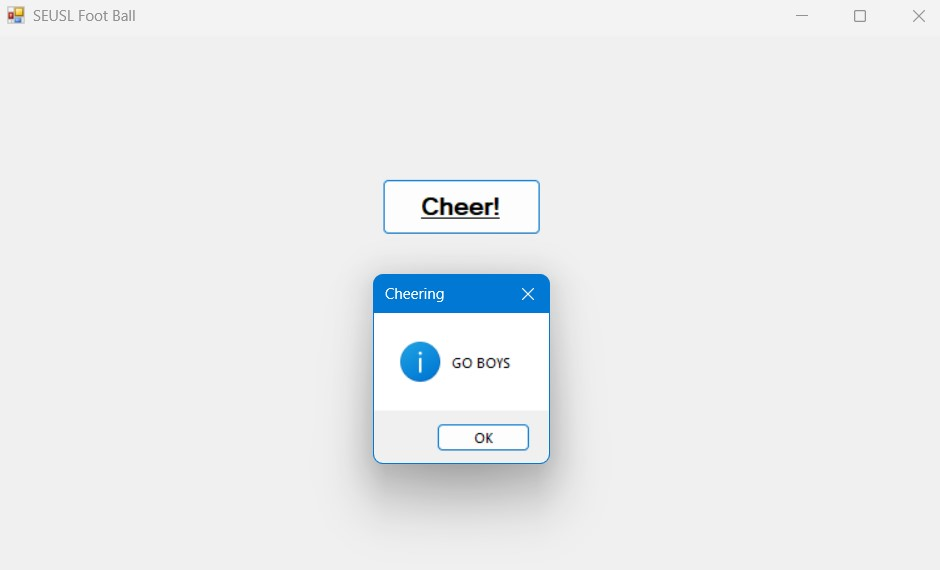 SEUSL Foot Ball
Cheer!
Cheering
GO BOYS
OK